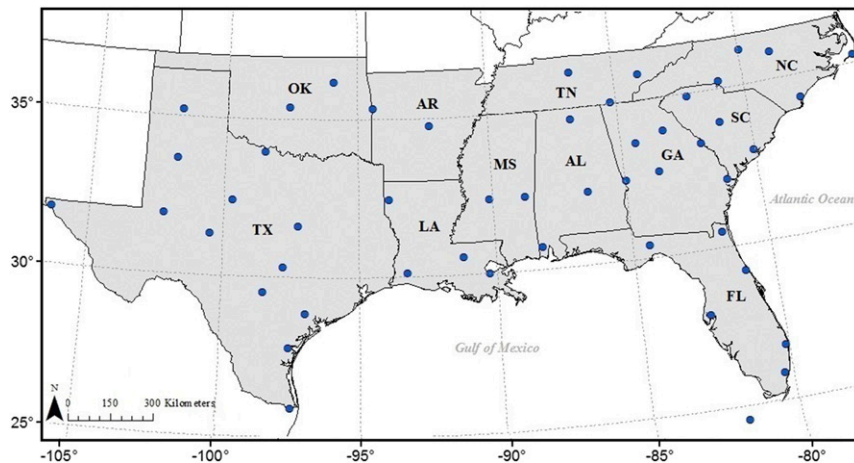 OK
TN
NC
35°
AR
SC
MS
AL
GA
Atlantic Ocean
TX
LA
30°
FL
Gulf of Mexico
N
0 150 300 Kilometers
25°
-105 -100 -95 -90 -85 -80